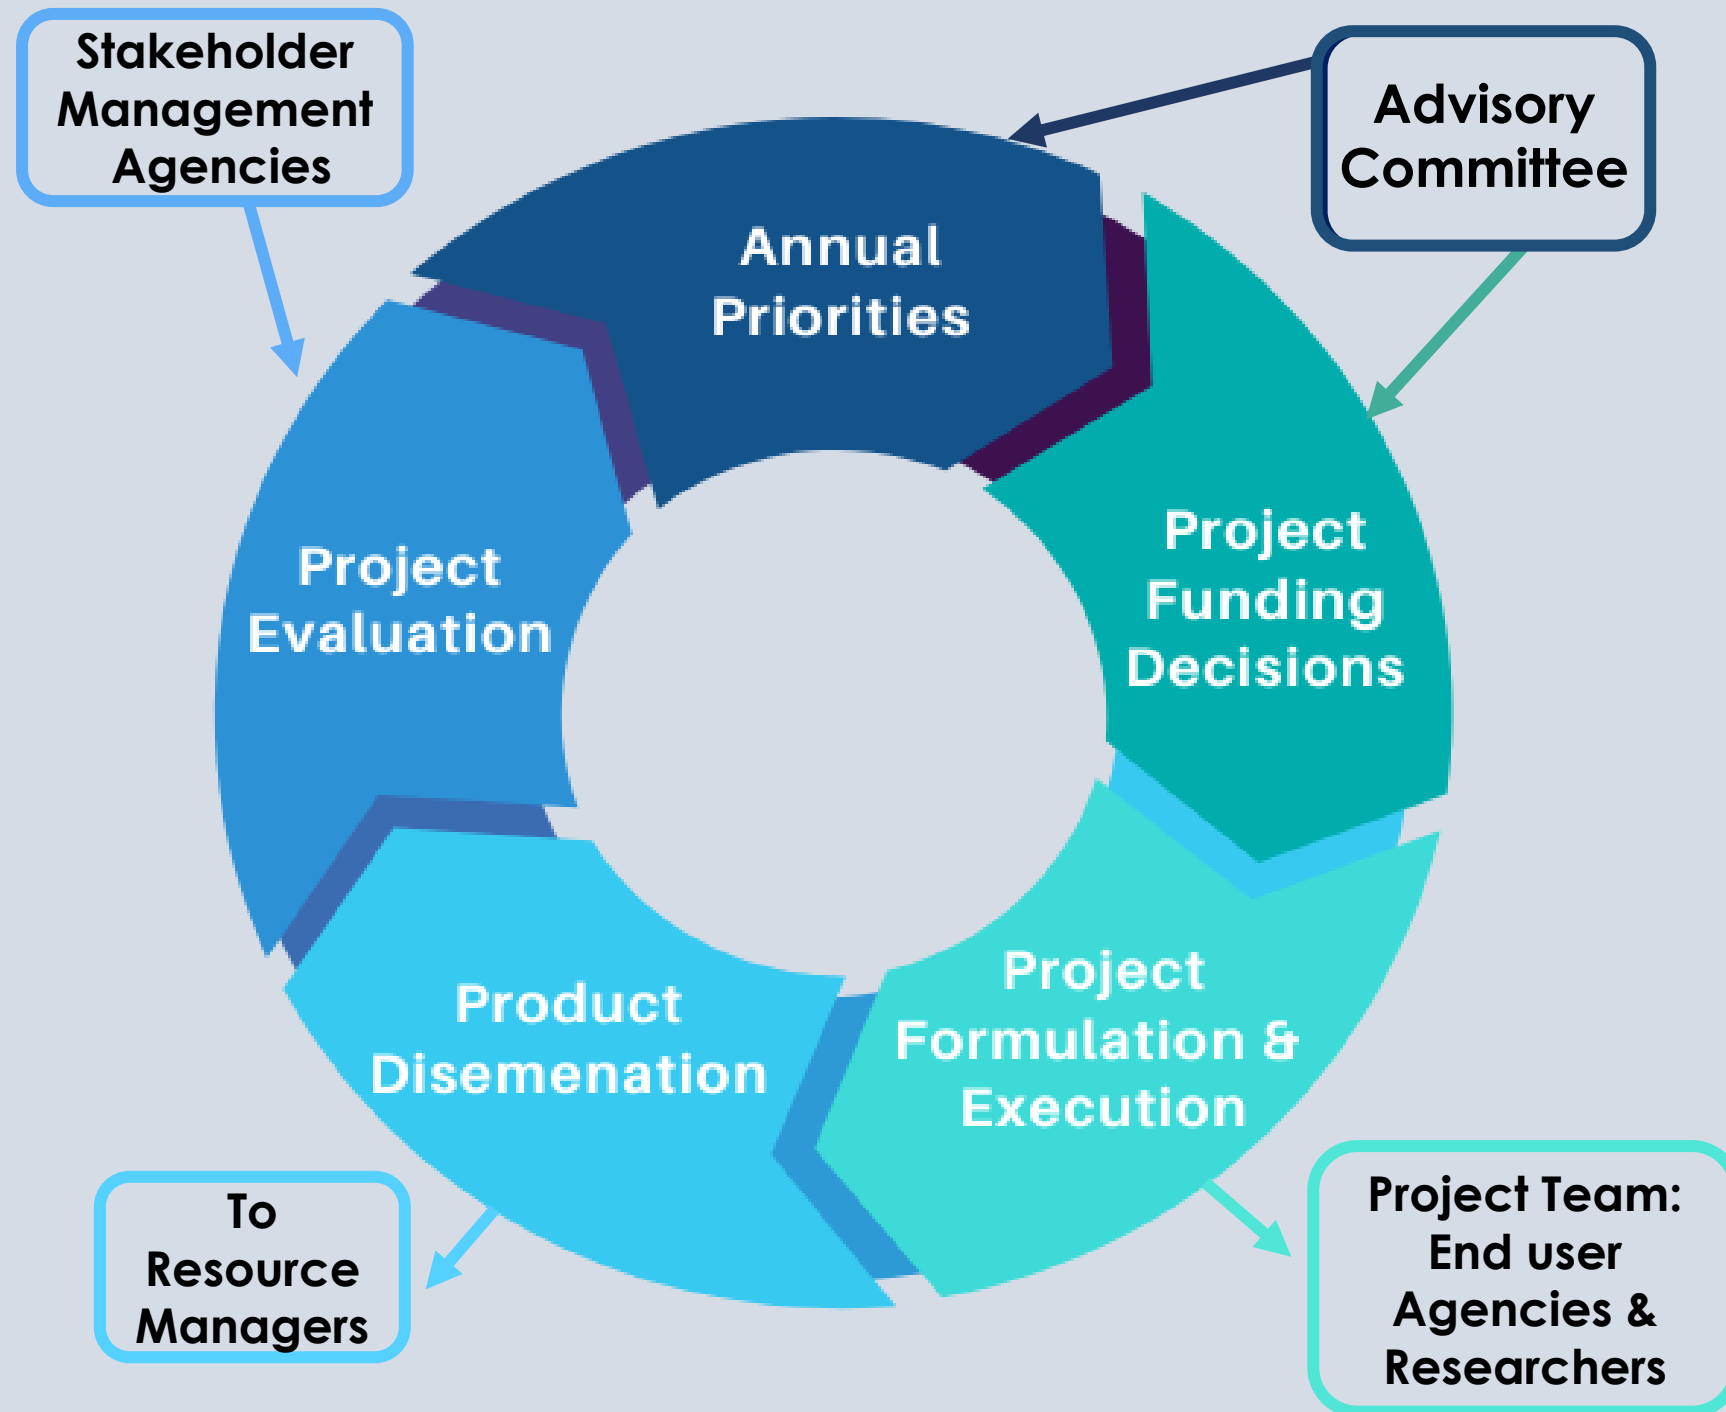 Stakeholder
Management
Agencies
Advisory
Committee
Annual
Priorities
Project
Funding
Decisions
Project
Evaluation
Project
Formulation &
Execution
Product
Disemenation
To
Resource
Managers
Project Team:
End user
Agencies &
Researchers